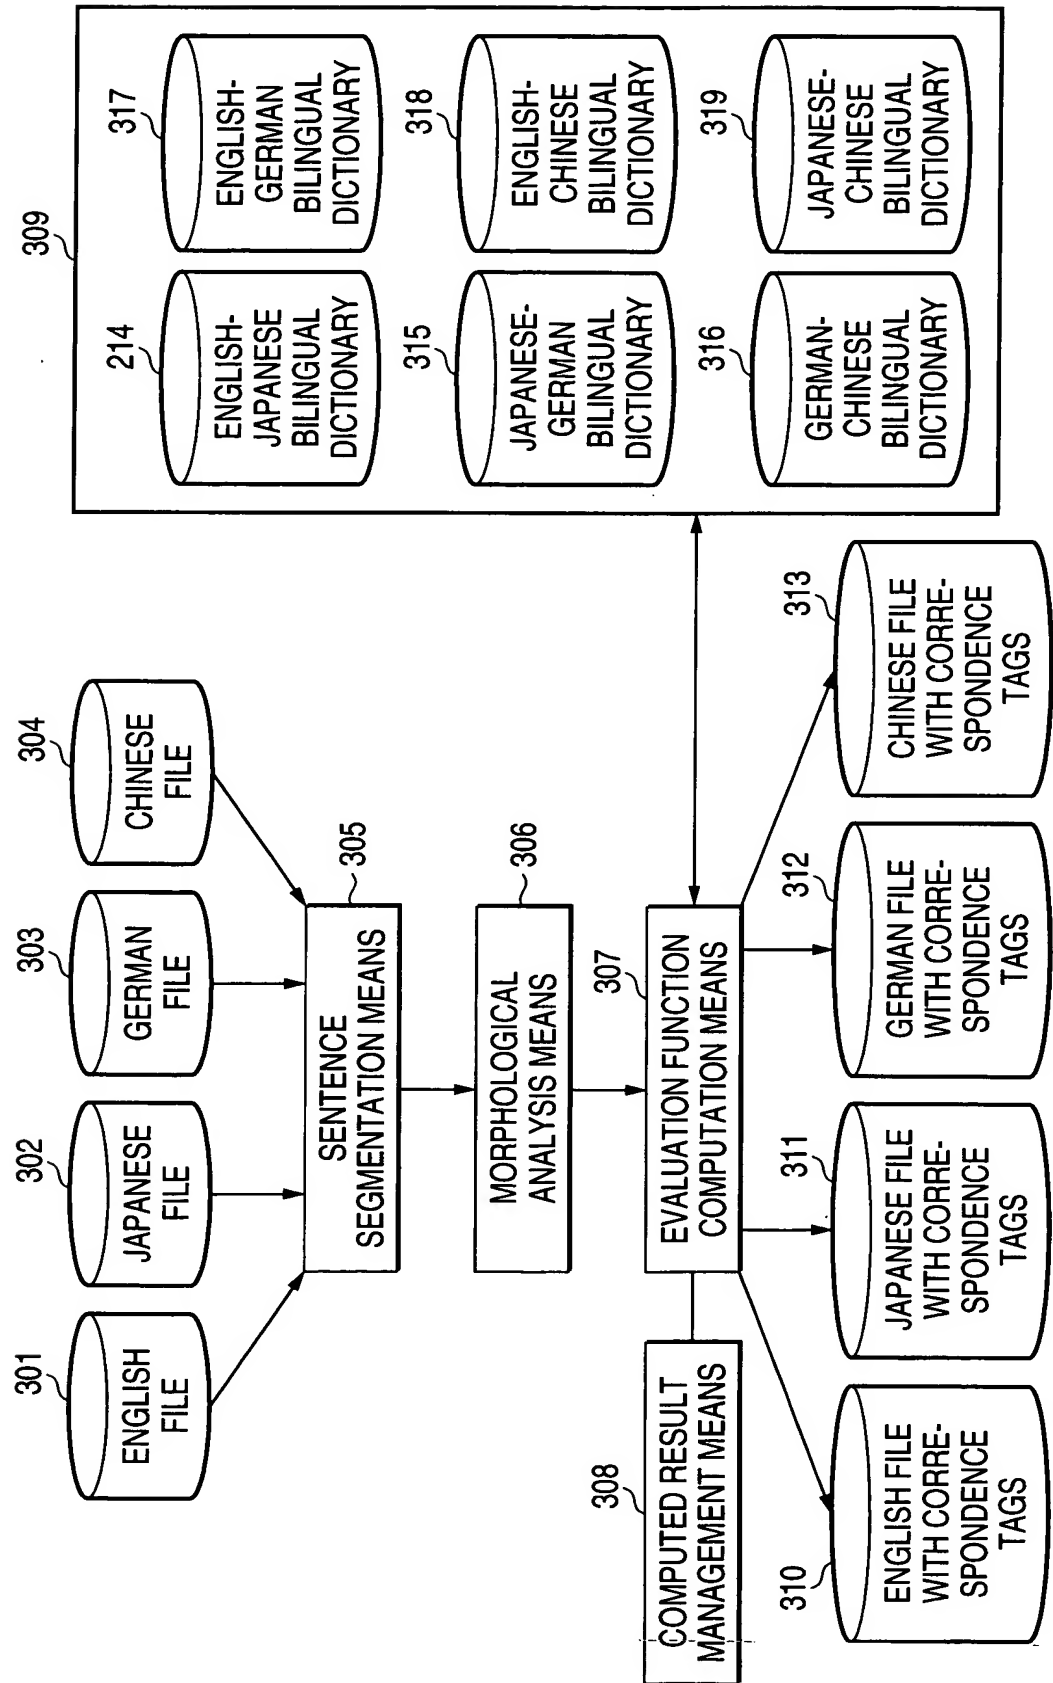 301
ENGLISH
FILE
302
JAPANESE
FILE
303
GERMAN
FILE
304
CHINESE
FILE
305
SENTENCE
SEGMENTATION MEANS
306
MORPHOLOGICAL
ANALYSIS MEANS
307
EVALUATION FUNCTION
COMPUTATION MEANS
308
COMPUTED RESULT
MANAGEMENT MEANS
309
214
ENGLISH-
JAPANESE
BILINGUAL
DICTIONARY
317
ENGLISH-
GERMAN
BILINGUAL
DICTIONARY
315
JAPANESE-
GERMAN
BILINGUAL
DICTIONARY
318
ENGLISH-
CHINESE
BILINGUAL
DICTIONARY
316
GERMAN-
CHINESE
BILINGUAL
DICTIONARY
319
JAPANESE-
CHINESE
BILINGUAL
DICTIONARY
310
ENGLISH FILE
WITH CORRE-
SPONDENCE
TAGS
311
JAPANESE FILE
WITH CORRE-
SPONDENCE
TAGS
312
GERMAN FILE
WITH CORRE-
SPONDENCE
TAGS
313
CHINESE FILE
WITH CORRE-
SPONDENCE
TAGS